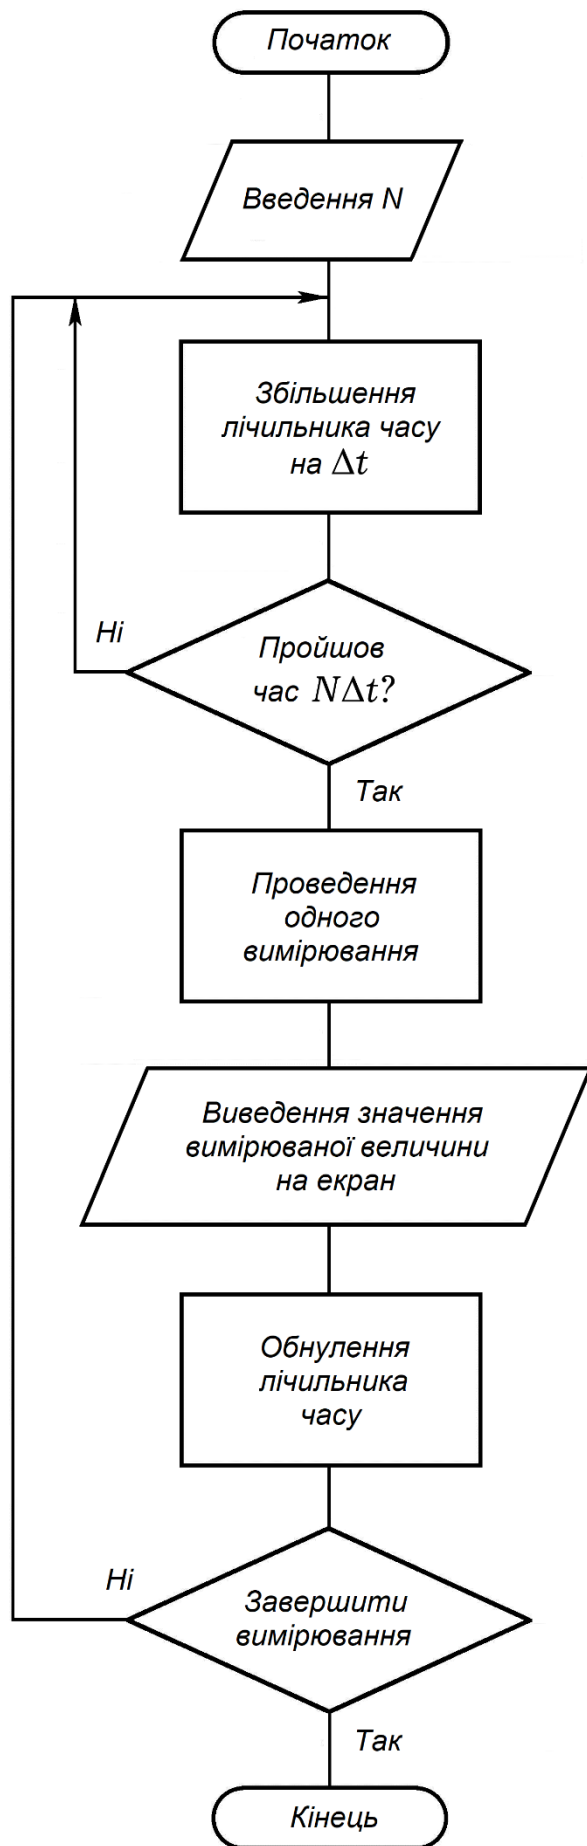 Початок
Введення N
Збільшення
лічильника часу
на Δt
Ні
Пройшов
час NΔt?
Так
Проведення
одного
вимірювання
Виведення значення
вимірюваної величини
на екран
Обнулення
лічильника
часу
Ні
Завершити
вимірювання
Так
Кінець